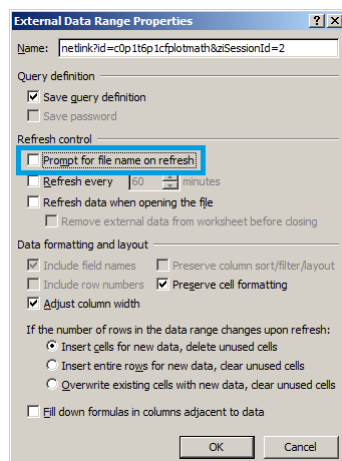 External Data Range Properties
Name: netlink?id=c0p1t6p1cfplotmath&ziSessionId=2
Query definition
Save query definition
Save password
Refresh control
Prompt for file name on refresh
Refresh every 60 minutes
Refresh data when opening the file
Remove external data from worksheet before closing
Data formatting and layout
Include field names Preserve column sort/filter/layout
Include row numbers Preserve cell formatting
Adjust column width
If the number of rows in the data range changes upon refresh:
Insert cells for new data, delete unused cells
Insert entire rows for new data, clear unused cells
Overwrite existing cells with new data, clear unused cells
Fill down formulas in columns adjacent to data
OK Cancel